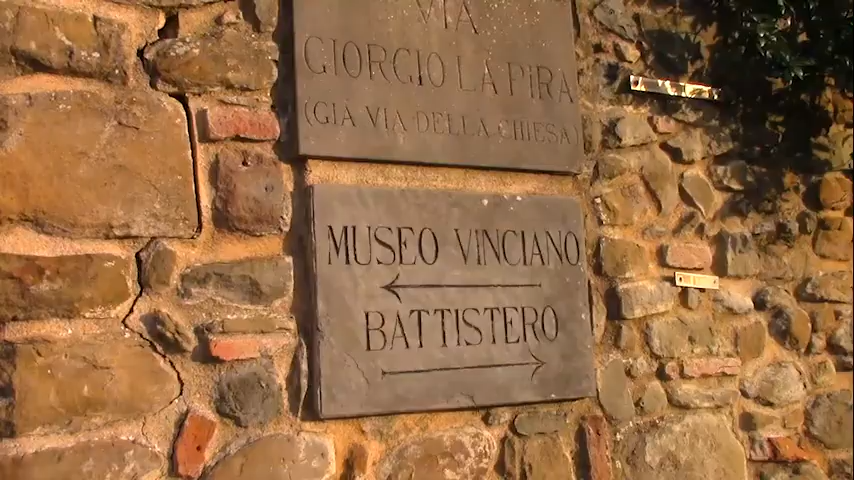 VIA
GIORGIO LA PIRA
(GIÀ VIA DELLA CHIESA)
MUSEO VINCIANO
BATTISTERO